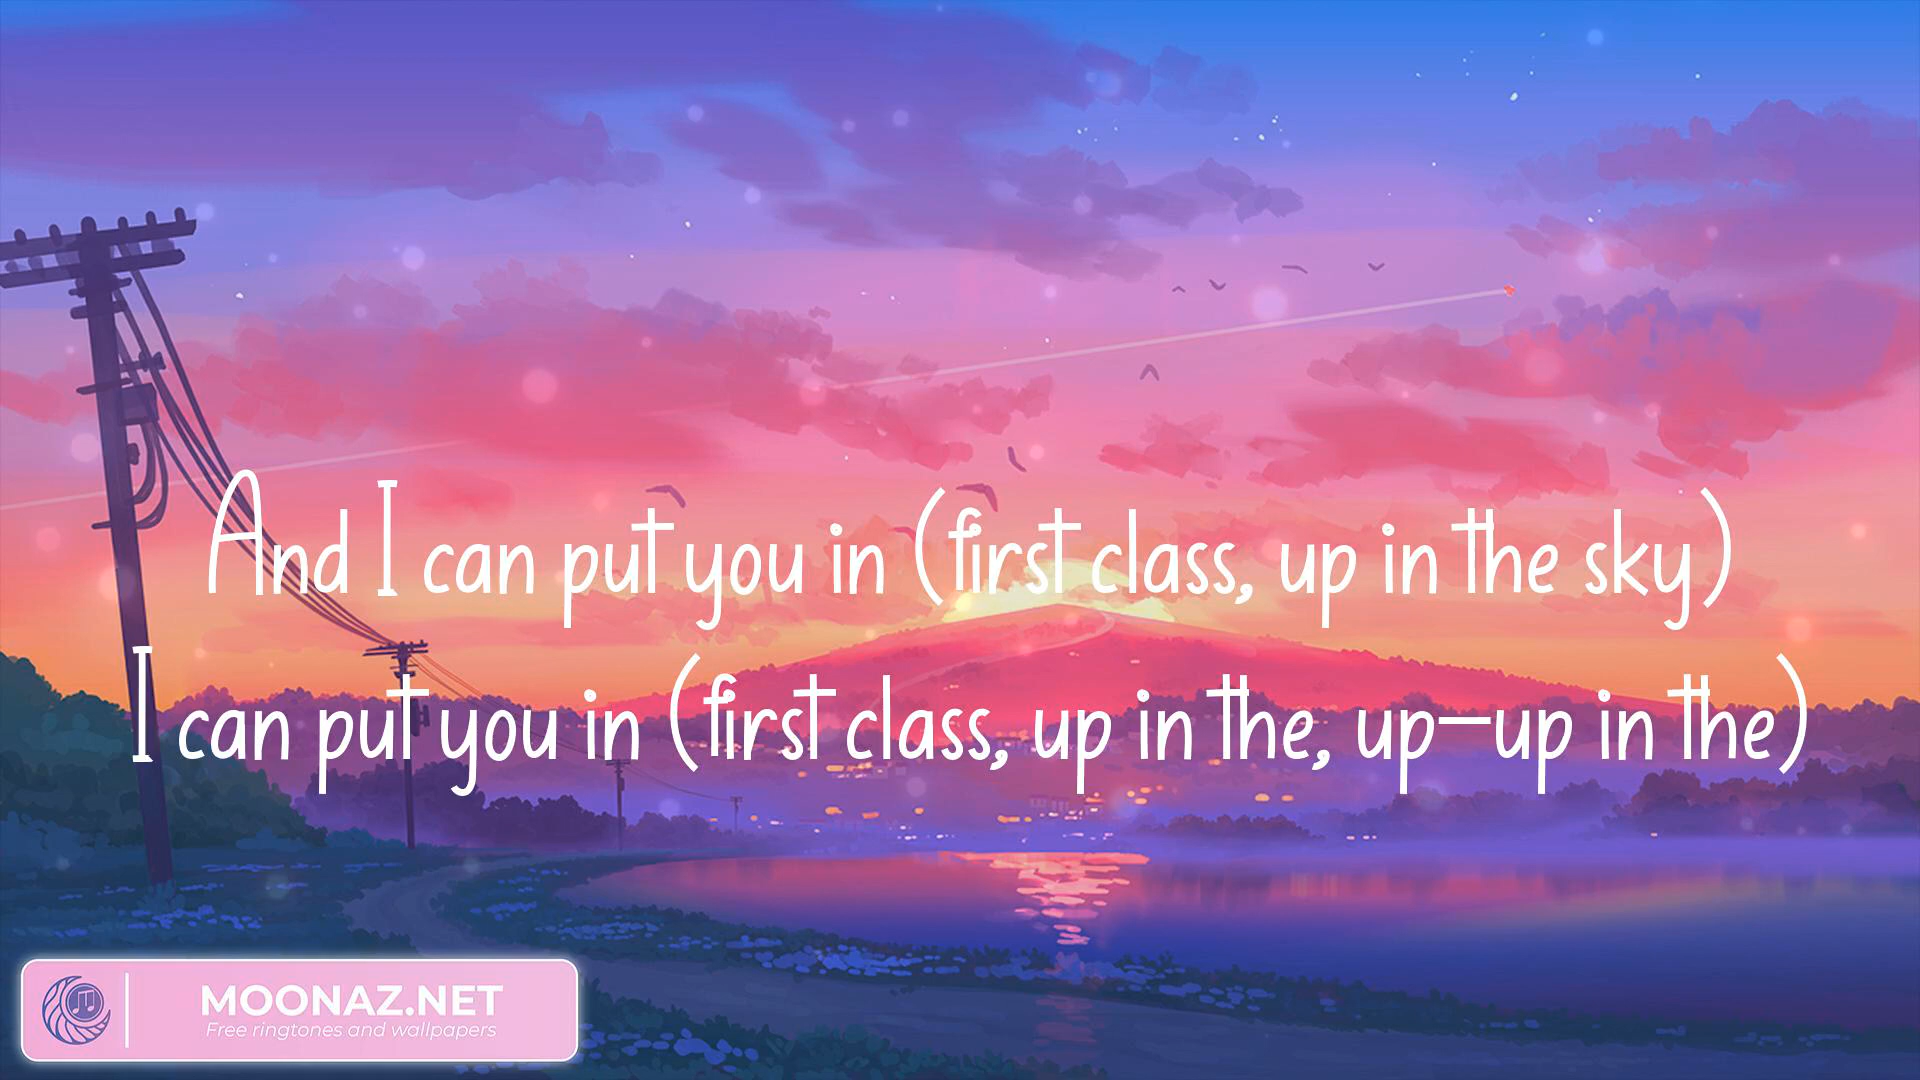 And I can put you in (first class, up in the sky)
I can put you in (first class, up in the, up-up in the)
MOONAZ.NET
Free ringtones and wallpapers